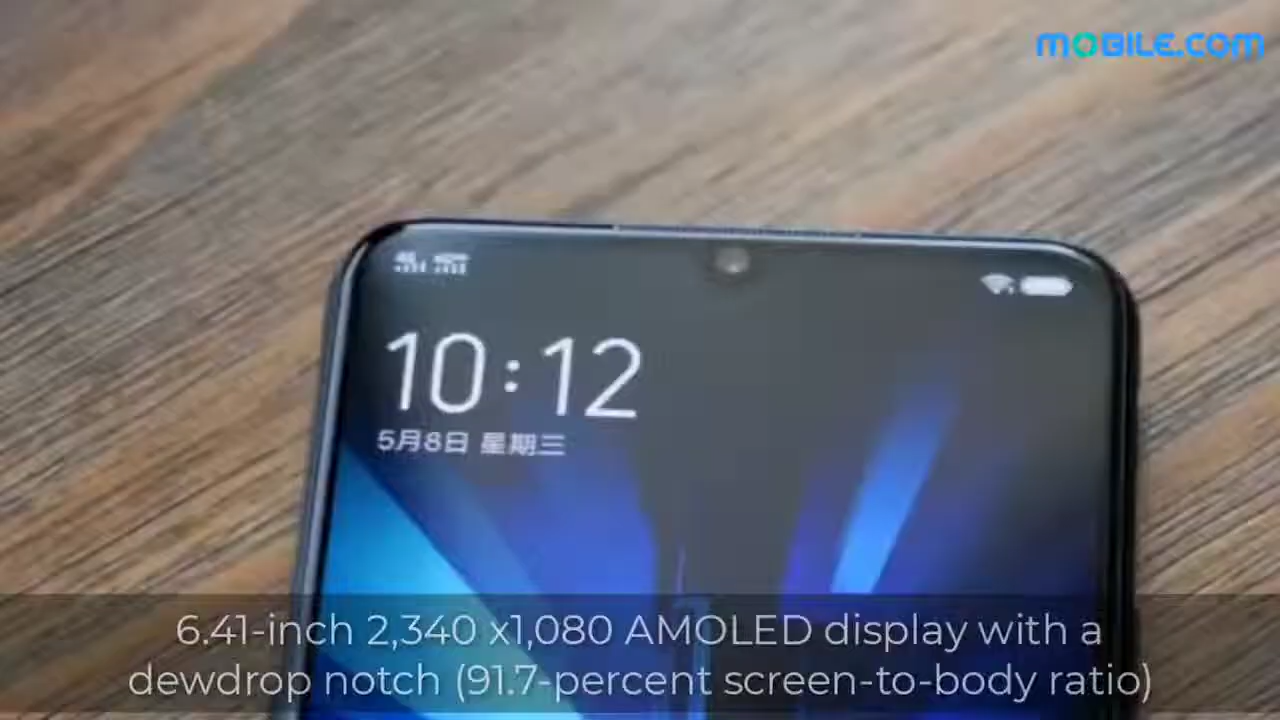 MOBILE.COM
10:12
5月8日 星期三
6.41-inch 2,340 x1,080 AMOLED display with a
dewdrop notch (91.7-percent screen-to-body ratio)